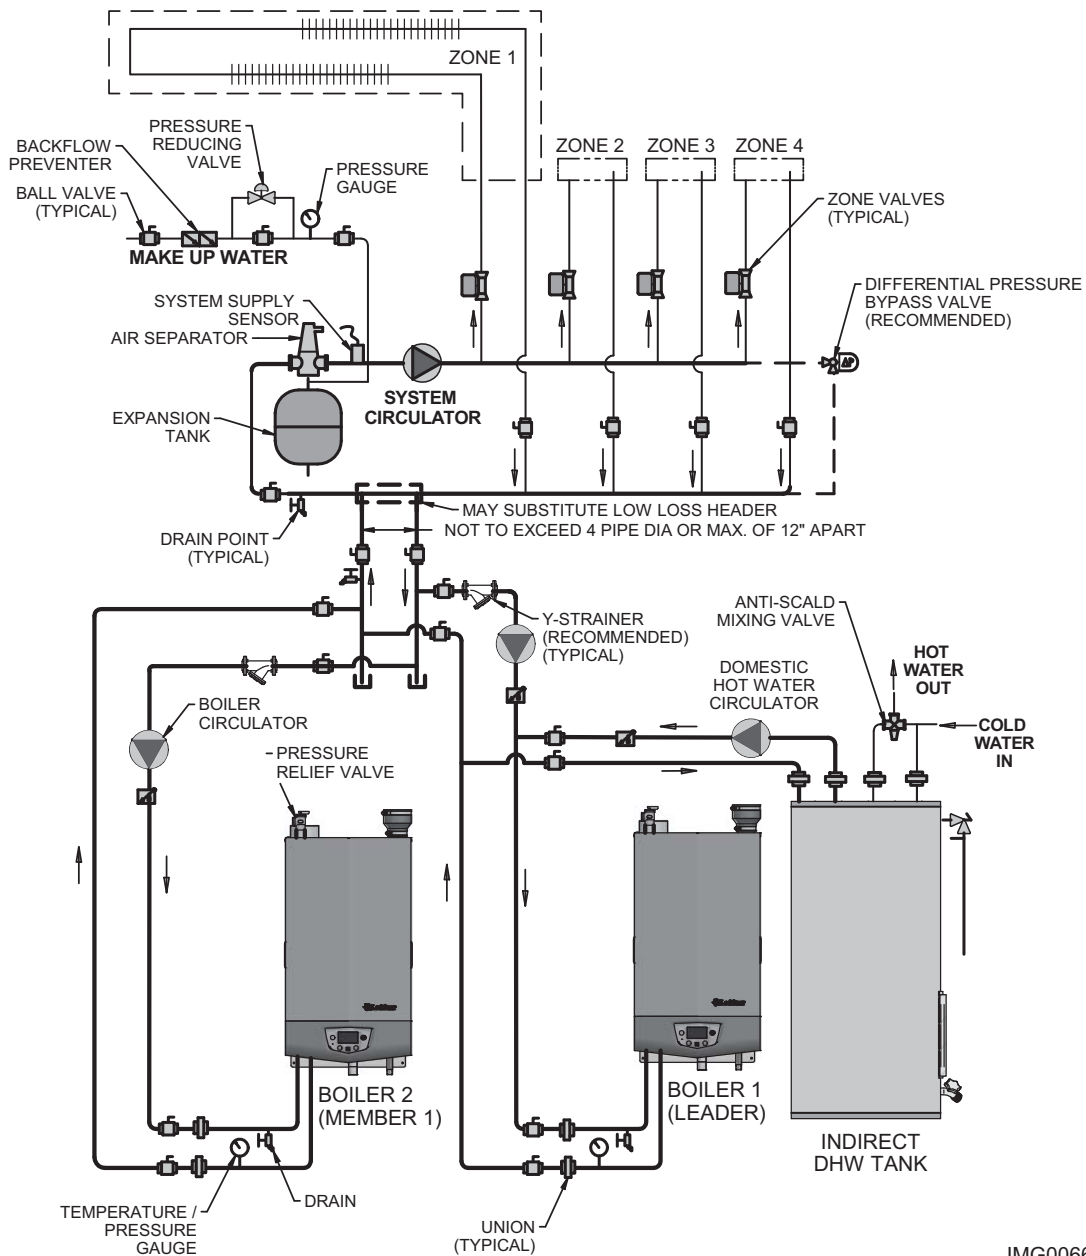 ZONE 1
PRESSURE
REDUCING
VALVE
BACKFLOW
PREVENTER
BALL VALVE
(TYPICAL)
PRESSURE
GAUGE
MAKE UP WATER
ZONE 2
ZONE 3
ZONE 4
ZONE VALVES
(TYPICAL)
SYSTEM SUPPLY
SENSOR
AIR SEPARATOR
DIFFERENTIAL PRESSURE
BYPASS VALVE
(RECOMMENDED)
ΔP
SYSTEM
CIRCULATOR
EXPANSION
TANK
MAY SUBSTITUTE LOW LOSS HEADER
NOT TO EXCEED 4 PIPE DIA OR MAX. OF 12" APART
DRAIN POINT
(TYPICAL)
Y-STRAINER
(RECOMMENDED)
(TYPICAL)
ANTI-SCALD
MIXING VALVE
HOT
WATER
OUT
DOMESTIC
HOT WATER
CIRCULATOR
COLD
WATER
IN
BOILER
CIRCULATOR
PRESSURE
RELIEF VALVE
BOILER 2
(MEMBER 1)
BOILER 1
(LEADER)
INDIRECT
DHW TANK
DRAIN
TEMPERATURE /
PRESSURE
GAUGE
UNION
(TYPICAL)